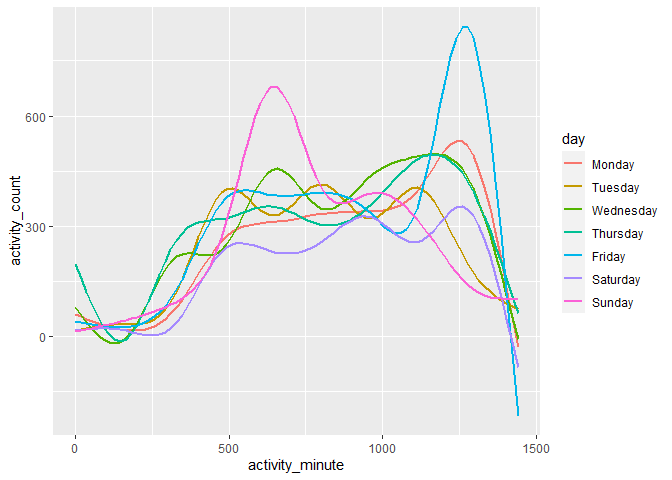 600
300
0
activity_count
0
500
1000
1500
activity_minute
day
Monday
Tuesday
Wednesday
Thursday
Friday
Saturday
Sunday